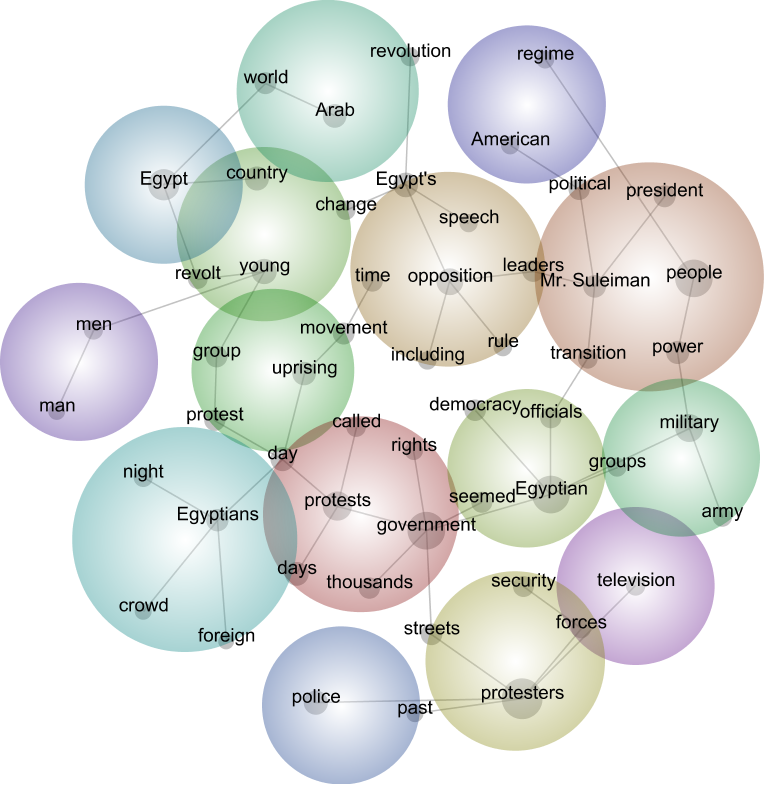 revolution
regime
world
Arab
American
Egypt
country
Egypt's
political
president
change
speech
revolt
young
time
opposition
leaders
Mr. Suleiman
people
men
movement
group
uprising
including
rule
transition
power
man
protest
called
democracy
officials
military
day
rights
night
groups
Egyptians
protests
seemed
Egyptian
government
army
days
thousands
security
television
crowd
foreign
streets
forces
police
past
protesters